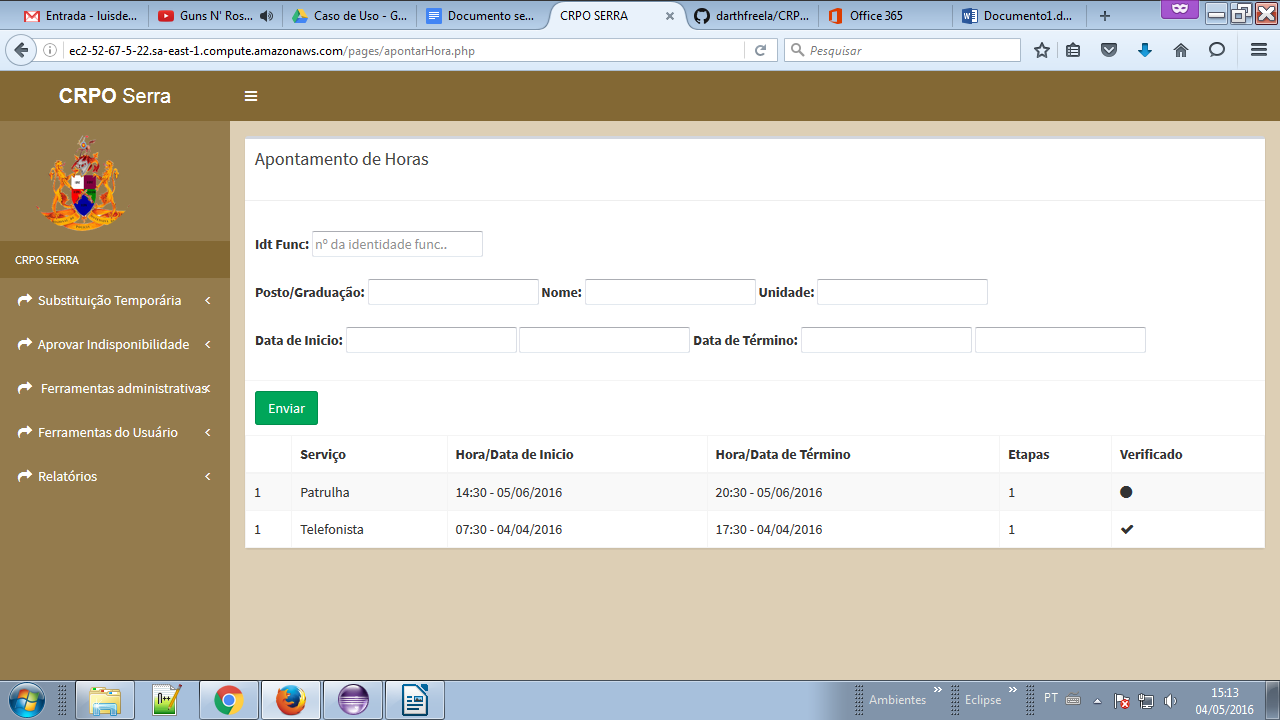 Entrada - luisde...
Guns N' Ros...
Caso de Uso - G...
Documento se...
CRPO SERRA
darthfreela/CRP...
Office 365
Documento1.d...
ec2-52-67-5-22.sa-east-1.compute.amazonaws.com/pages/apontarHora.php
Pesquisar
CRPO Serra
CRPO SERRA
Substituição Temporária
Aprovar Indisponibilidade
Ferramentas administrativas
Ferramentas do Usuário
Relatórios
Apontamento de Horas
Idt Func: nº da identidade func..
Posto/Graduação: Nome: Unidade:
Data de Inicio: Data de Término:
Enviar
Serviço Hora/Data de Inicio Hora/Data de Término Etapas Verificado
1 Patrulha 14:30 - 05/06/2016 20:30 - 05/06/2016 1
1 Telefonista 07:30 - 04/04/2016 17:30 - 04/04/2016 1
Ambientes
Eclipse
PT
15:13
04/05/2016